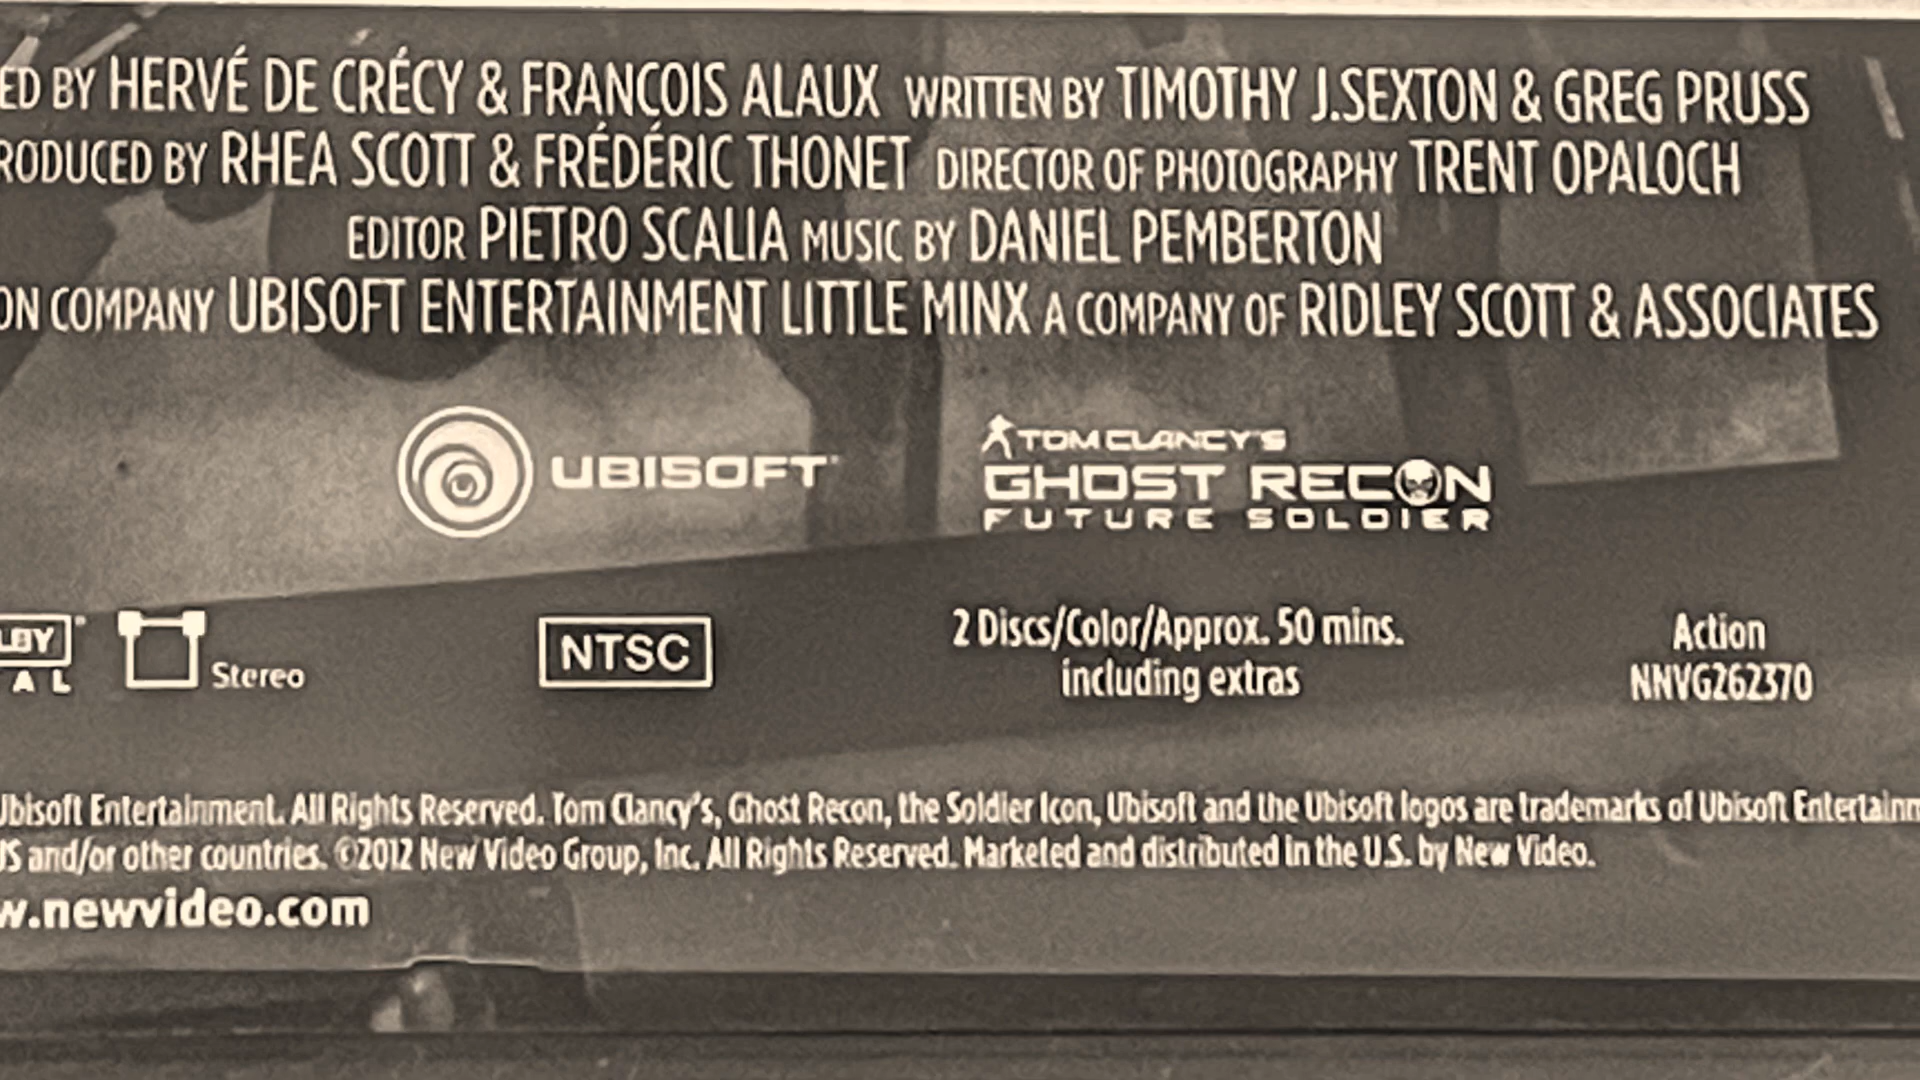 ED BY HERVÉ DE CRÉCY & FRANÇOIS ALAUX WRITTEN BY TIMOTHY J.SEXTON & GREG PRUSS
RODUCED BY RHEA SCOTT & FRÉDÉRIC THONET DIRECTOR OF PHOTOGRAPHY TRENT OPALOCH
EDITOR PIETRO SCALIA MUSIC BY DANIEL PEMBERTON
ON COMPANY UBISOFT ENTERTAINMENT LITTLE MINX A COMPANY OF RIDLEY SCOTT & ASSOCIATES
UBISOFT
TOM CLANCY'S
GHOST RECON
FUTURE SOLDIER
LBY
AL
Stereo
NTSC
2 Discs/Color/Approx. 50 mins.
including extras
Action
NNVG262370
Ubisoft Entertainment. All Rights Reserved. Tom Clancy's, Ghost Recon, the Soldier Icon, Ubisoft and the Ubisoft logos are trademarks of Ubisoft Entertainm
US and/or other countries. ©2012 New Video Group, Inc. All Rights Reserved. Marketed and distributed in the U.S. by New Video.
w.newvideo.com